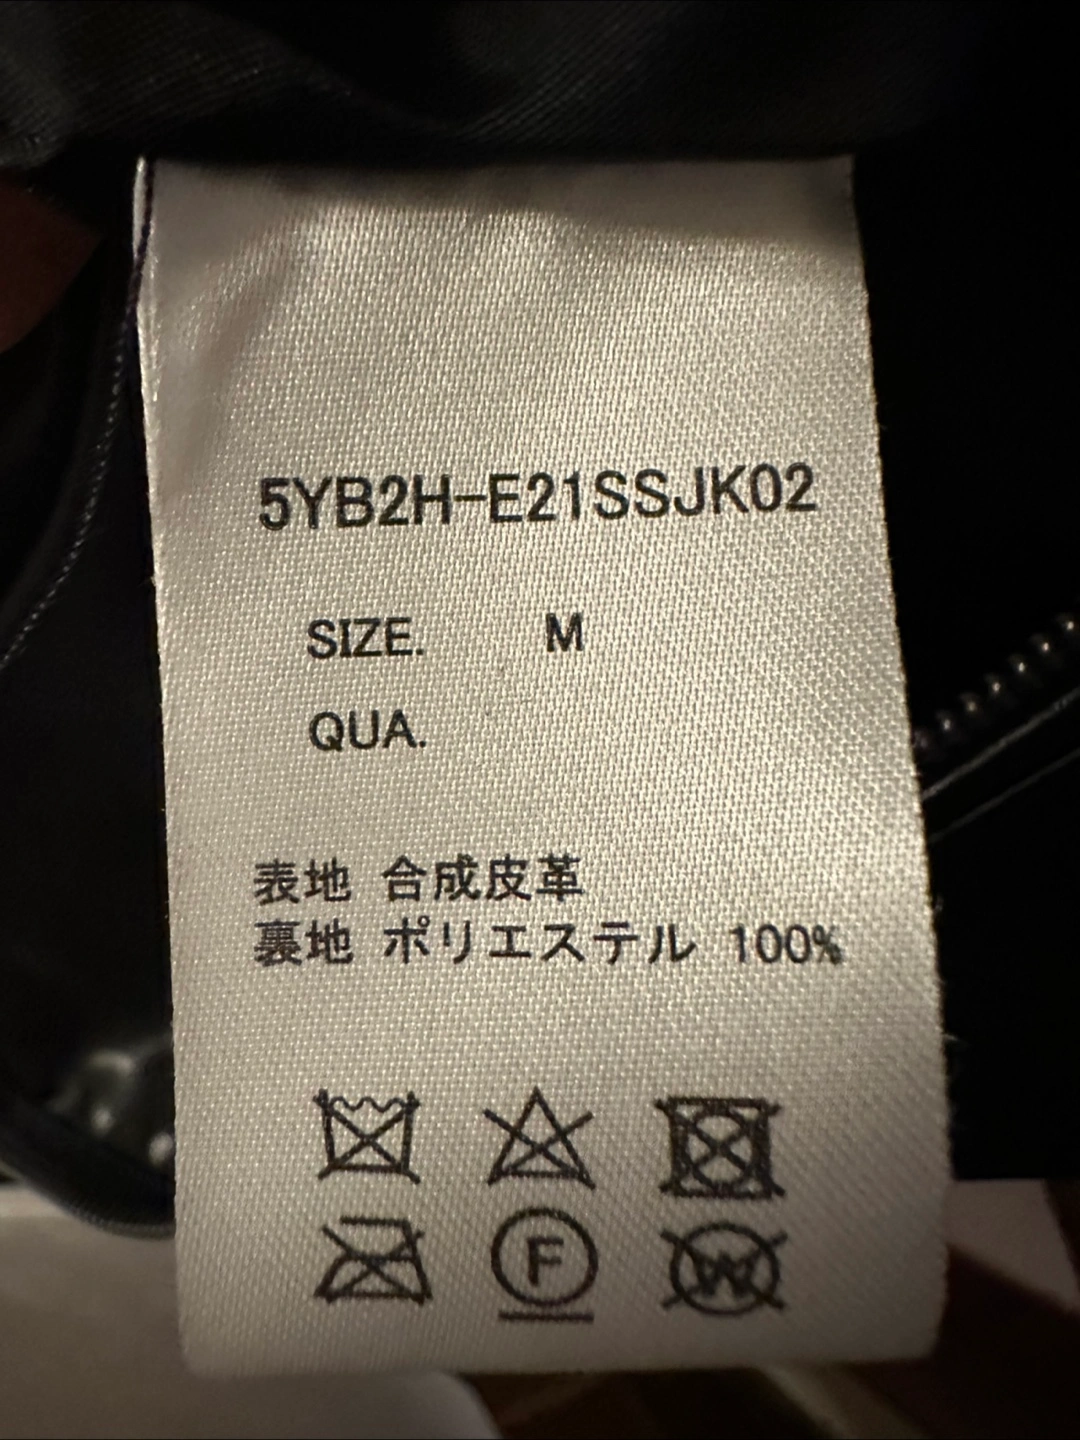 5YB2H-E21SSJK02
SIZE. M
QUA.
表地 合成皮革
裏地 ポリエステル 100%
F W